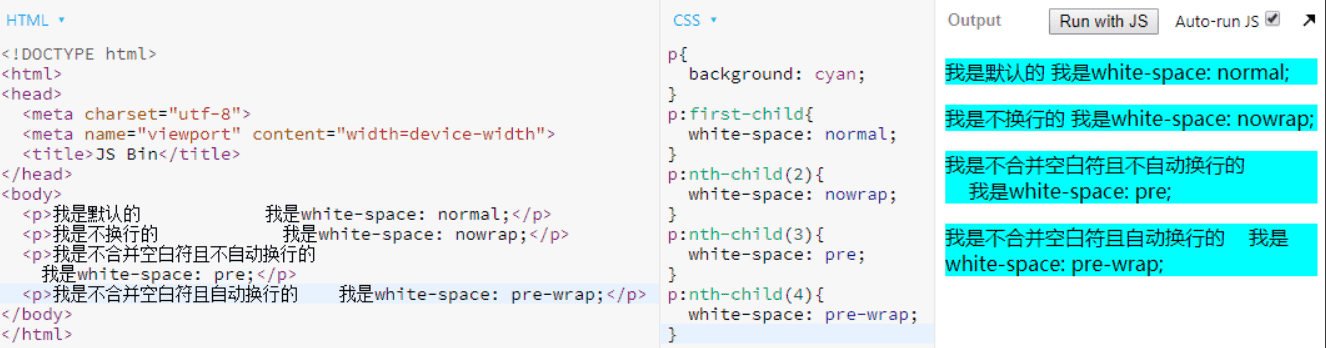 HTML ▾
<!DOCTYPE html>
<html>
<head>
  <meta charset="utf-8">
  <meta name="viewport" content="width=device-width">
  <title>JS Bin</title>
</head>
<body>
  <p>我是默认的            我是white-space: normal;</p>
  <p>我是不换行的            我是white-space: nowrap;</p>
  <p>我是不合并空白符且不自动换行的
    我是white-space: pre;</p>
  <p>我是不合并空白符且自动换行的    我是white-space: pre-wrap;</p>
</body>
</html>
CSS ▾
p{
  background: cyan;
}
p:first-child{
  white-space: normal;
}
p:nth-child(2){
  white-space: nowrap;
}
p:nth-child(3){
  white-space: pre;
}
p:nth-child(4){
  white-space: pre-wrap;
}
Output
Run with JS
Auto-run JS
我是默认的 我是white-space: normal;
我是不换行的 我是white-space: nowrap;
我是不合并空白符且不自动换行的
    我是white-space: pre;
我是不合并空白符且自动换行的    我是
white-space: pre-wrap;